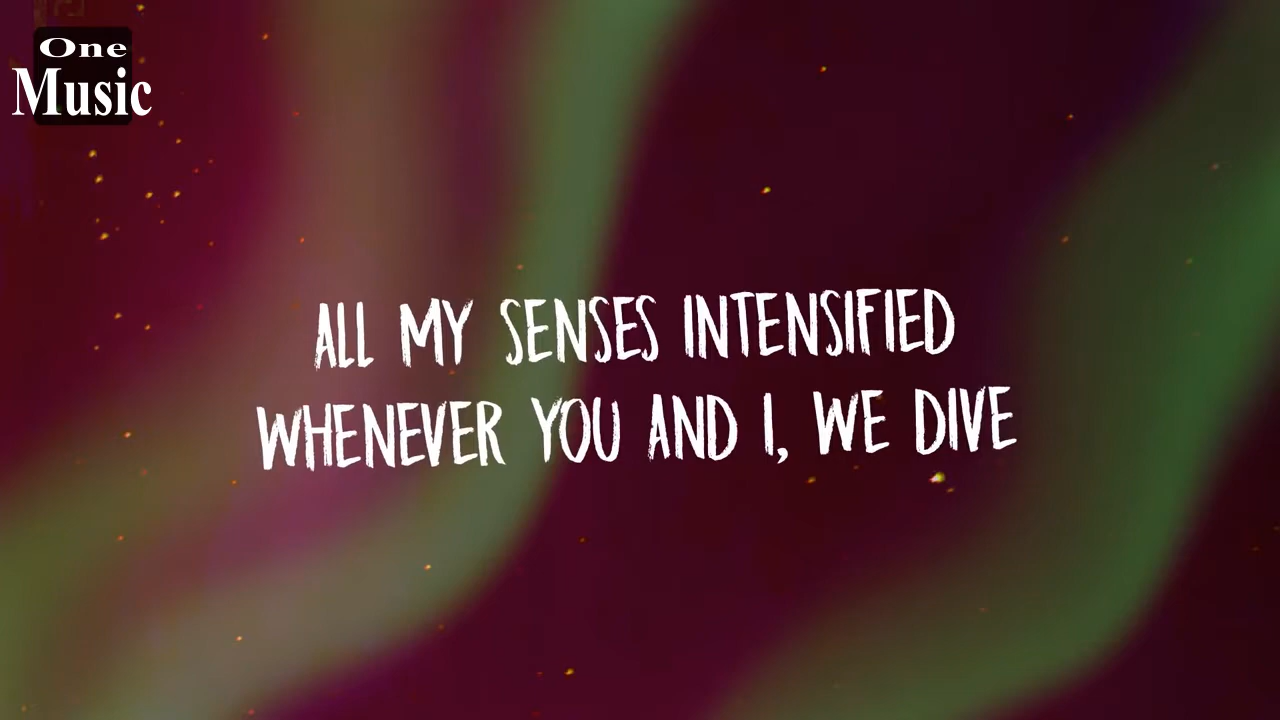 One
Music
ALL MY SENSES INTENSIFIED
WHENEVER YOU AND I, WE DIVE